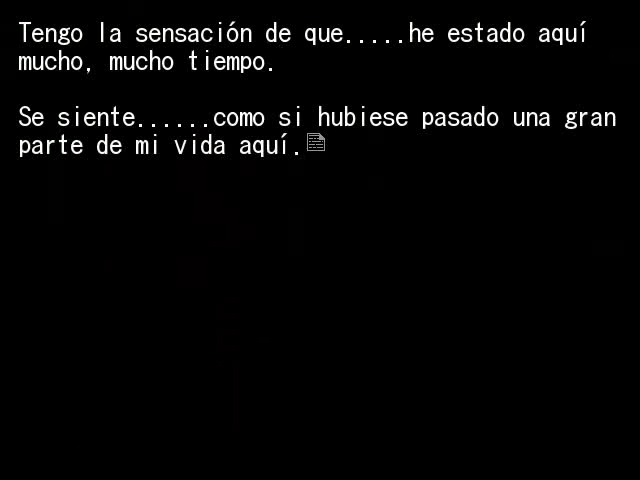 Tengo la sensación de que.....he estado aquí
mucho, mucho tiempo.
Se siente......como si hubiese pasado una gran
parte de mi vida aquí.